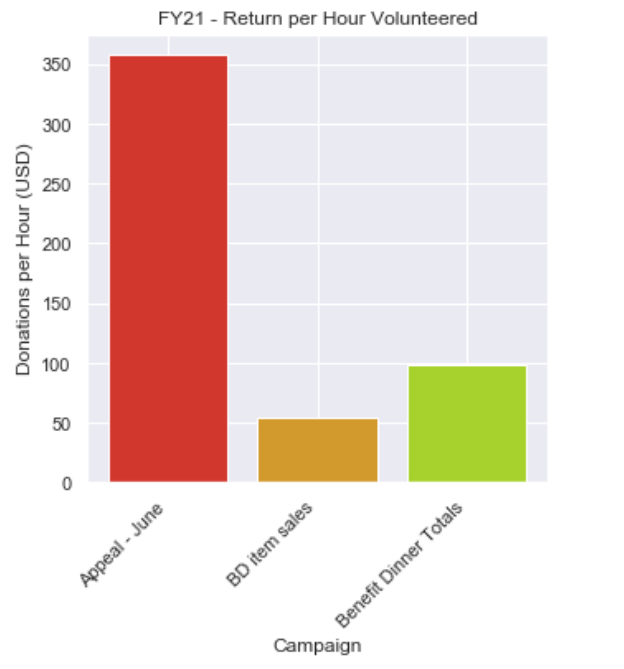 FY21 - Return per Hour Volunteered
Donations per Hour (USD)
350
300
250
200
150
100
50
0
Appeal - June
BD item sales
Benefit Dinner Totals
Campaign